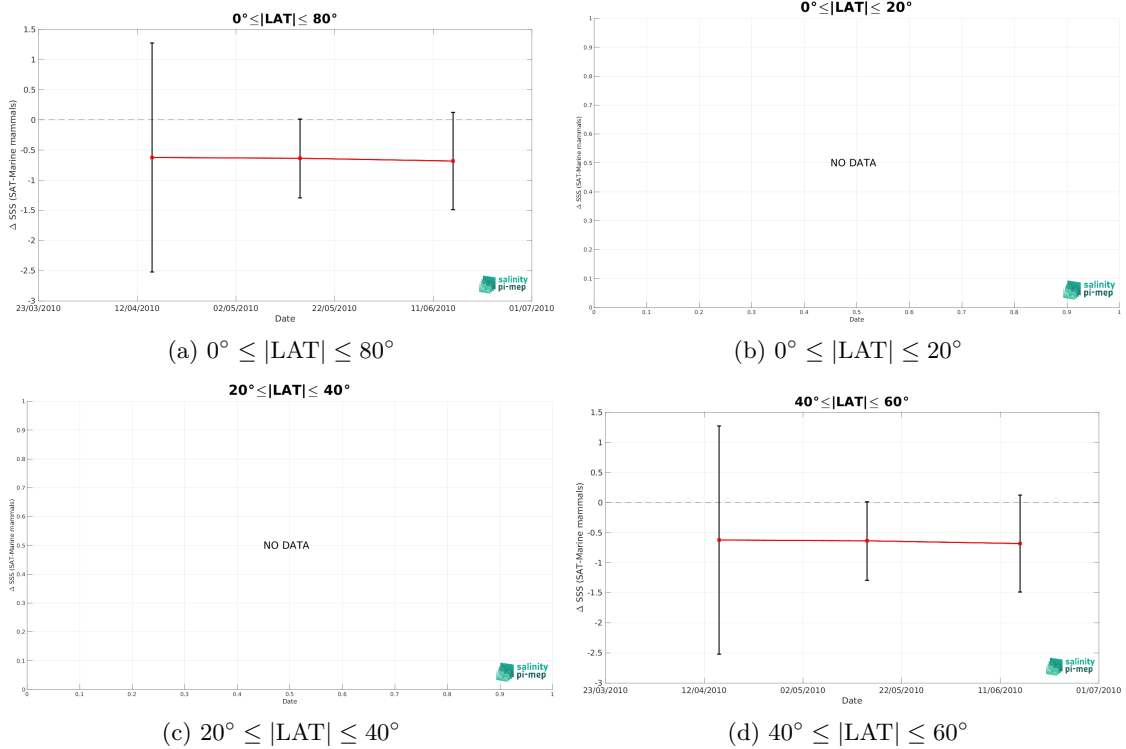 0°≤|LAT|≤ 80°
1.5
1
0.5
0
-0.5
-1
-1.5
-2
-2.5
-3
Δ SSS (SAT-Marine mammals)
23/03/2010 12/04/2010 02/05/2010 22/05/2010 11/06/2010 01/07/2010
Date
salinity
pi-mep
(a) 0° ≤ |LAT| ≤ 80°
0°≤|LAT|≤ 20°
1
0.9
0.8
0.7
0.6
0.5
0.4
0.3
0.2
0.1
0
Δ SSS (SAT-Marine mammals)
NO DATA
0 0.1 0.2 0.3 0.4 0.5 0.6 0.7 0.8 0.9 1
Date
salinity
pi-mep
(b) 0° ≤ |LAT| ≤ 20°
20°≤|LAT|≤ 40°
1
0.9
0.8
0.7
0.6
0.5
0.4
0.3
0.2
0.1
0
Δ SSS (SAT-Marine mammals)
NO DATA
0 0.1 0.2 0.3 0.4 0.5 0.6 0.7 0.8 0.9 1
Date
salinity
pi-mep
(c) 20° ≤ |LAT| ≤ 40°
40°≤|LAT|≤ 60°
1.5
1
0.5
0
-0.5
-1
-1.5
-2
-2.5
-3
Δ SSS (SAT-Marine mammals)
23/03/2010 12/04/2010 02/05/2010 22/05/2010 11/06/2010 01/07/2010
Date
salinity
pi-mep
(d) 40° ≤ |LAT| ≤ 60°